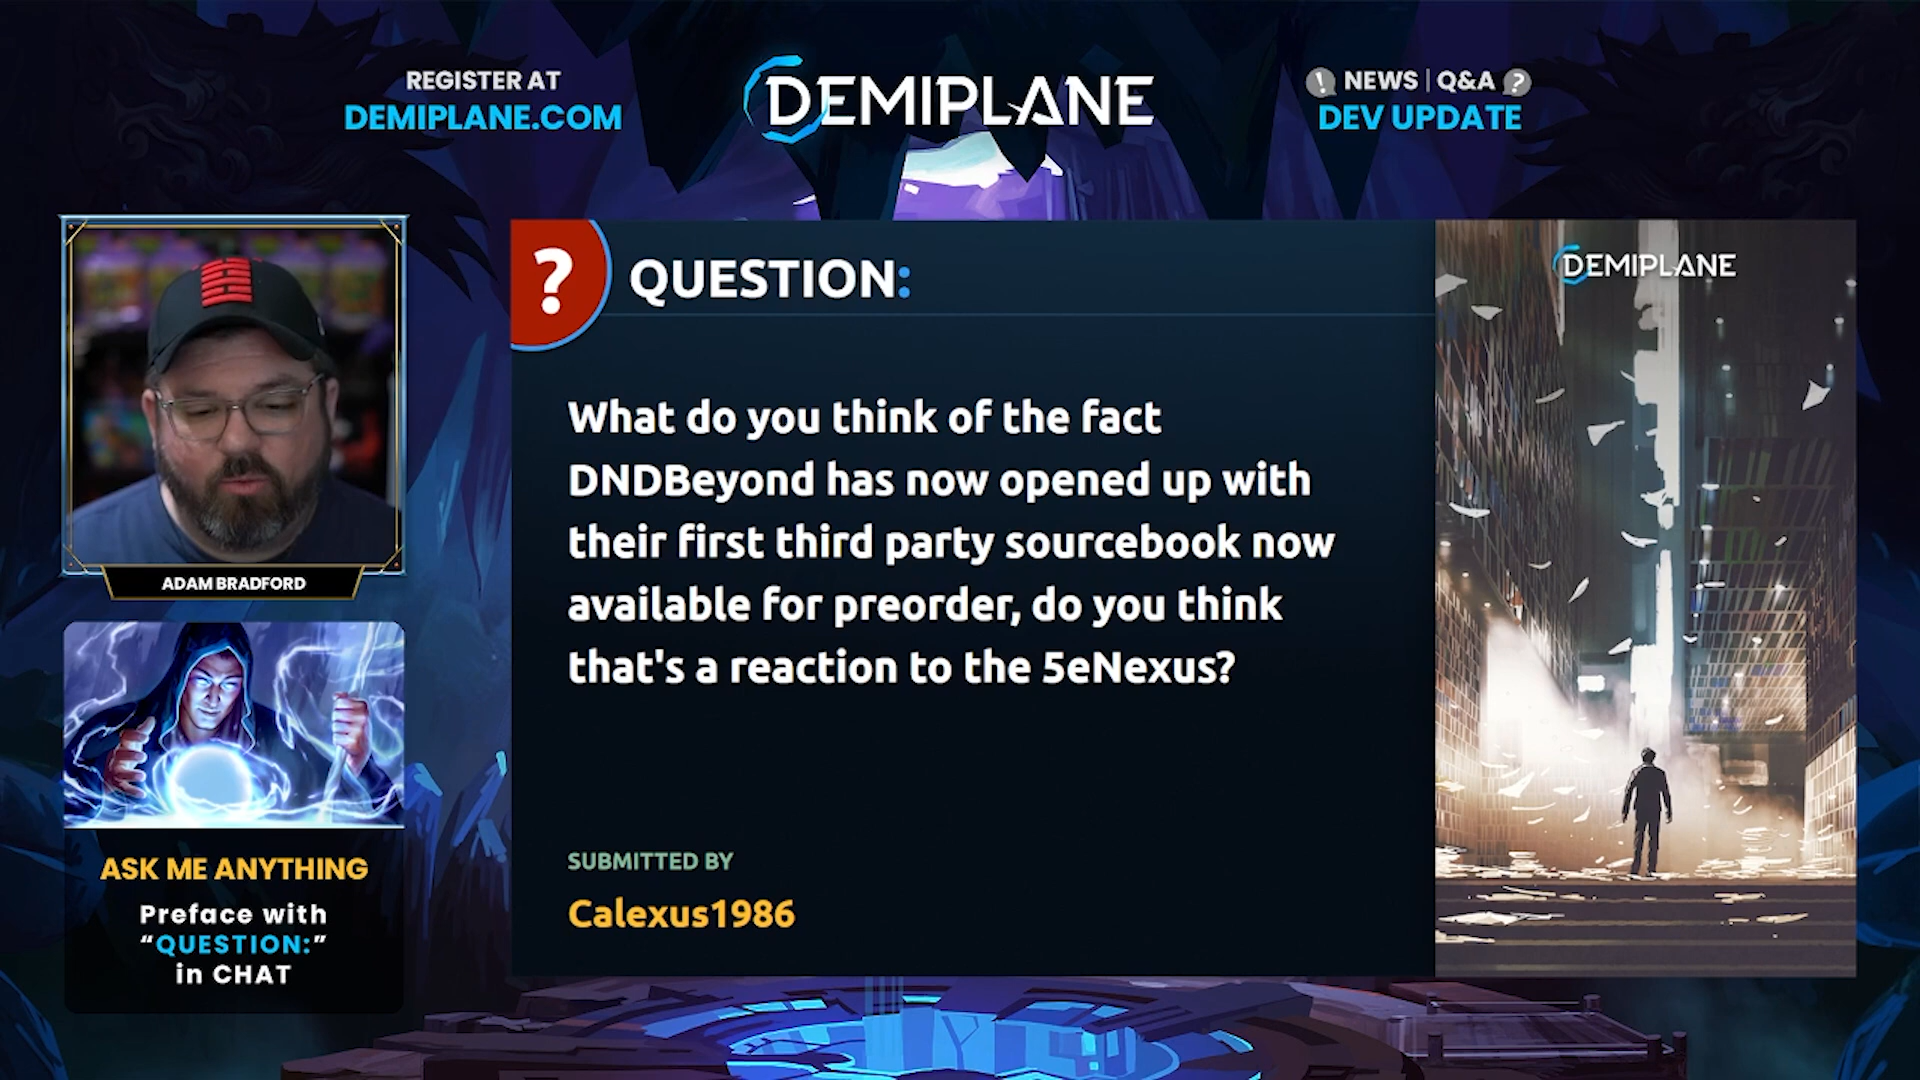 REGISTER AT
DEMIPLANE.COM
DEMIPLANE
! NEWS | Q&A ?
DEV UPDATE
ADAM BRADFORD
ASK ME ANYTHING
Preface with
“QUESTION:”
in CHAT
? QUESTION:
What do you think of the fact
DNDBeyond has now opened up with
their first third party sourcebook now
available for preorder, do you think
that's a reaction to the 5eNexus?
SUBMITTED BY
Calexus1986
DEMIPLANE